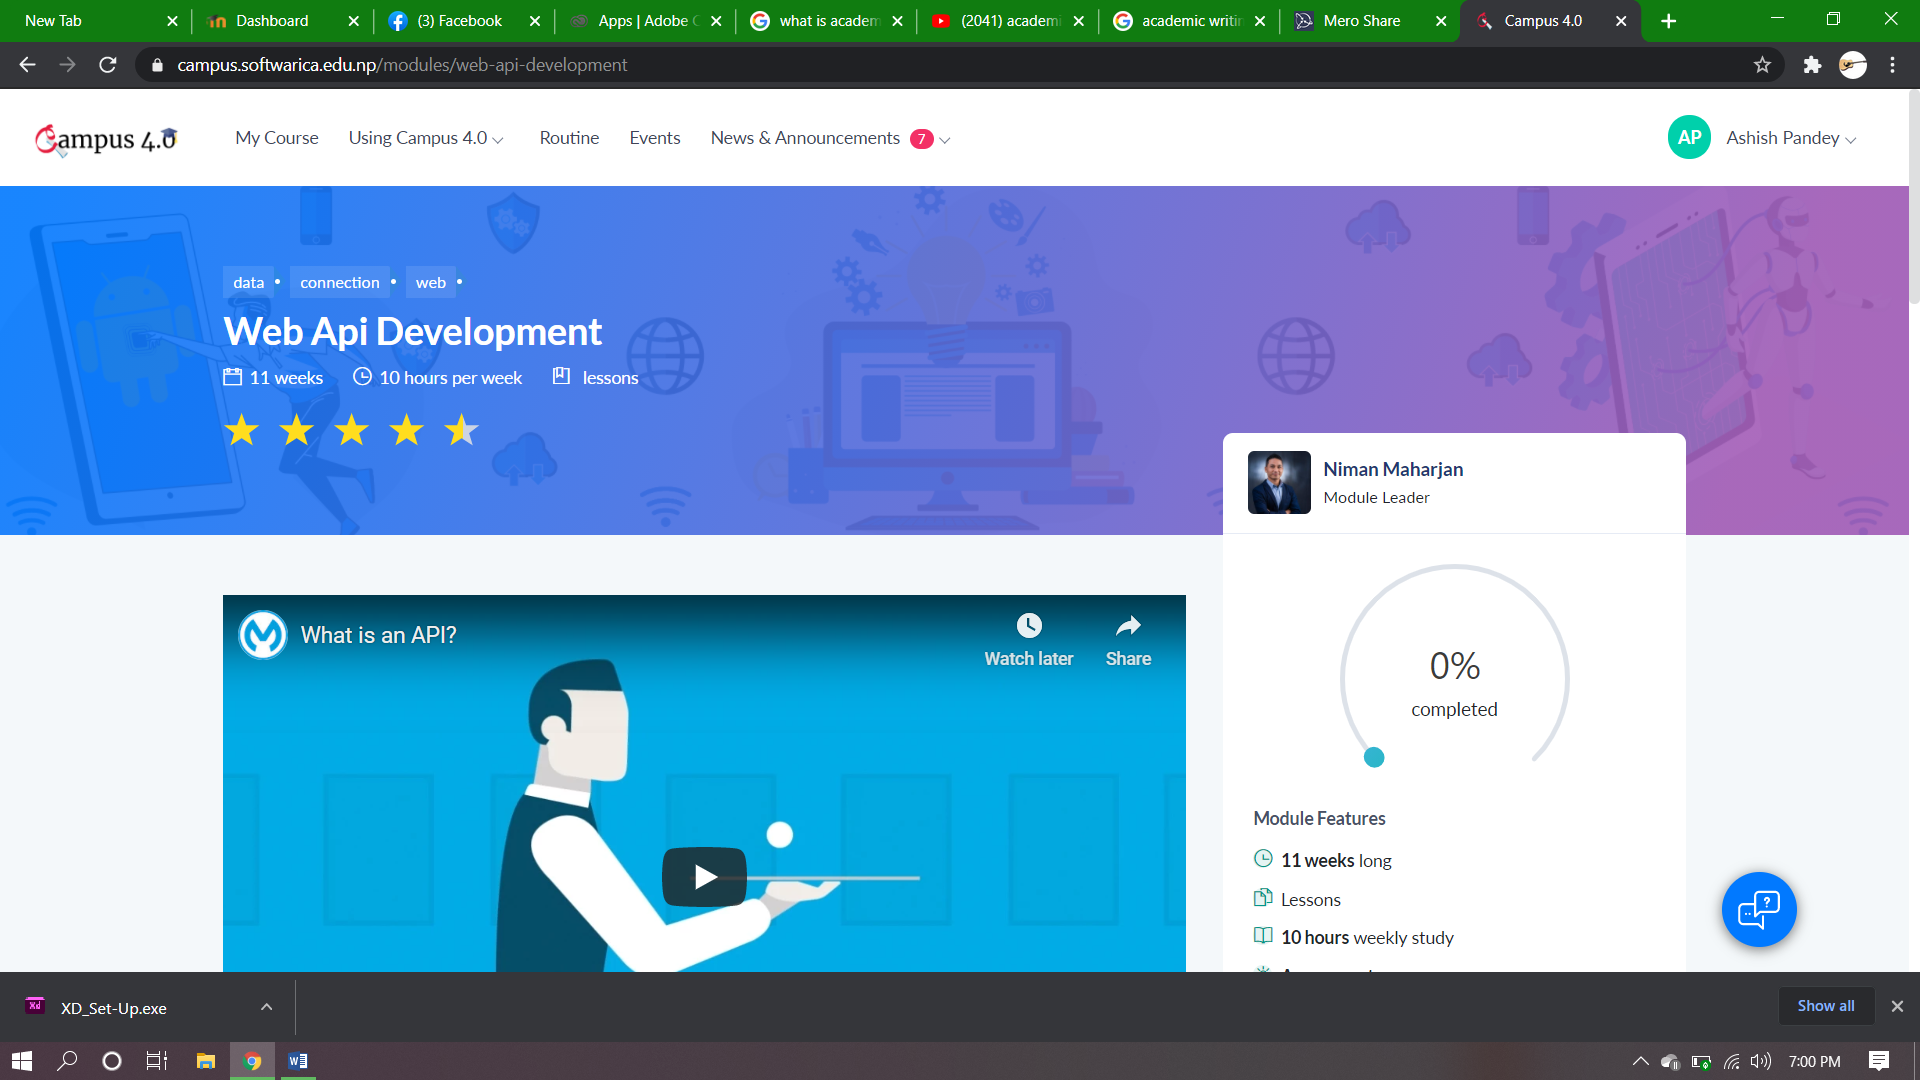 New Tab
Dashboard
(3) Facebook
Apps | Adobe C
what is academ
(2041) academi
academic writin
Mero Share
Campus 4.0
campus.softwarica.edu.np/modules/web-api-development
Campus 4.0
My Course
Using Campus 4.0
Routine
Events
News & Announcements 7
AP
Ashish Pandey
data • connection • web •
Web Api Development
11 weeks
10 hours per week
lessons
Niman Maharjan
Module Leader
What is an API?
Watch later
Share
0%
completed
Module Features
11 weeks long
Lessons
10 hours weekly study
XD_Set-Up.exe
Show all
7:00 PM